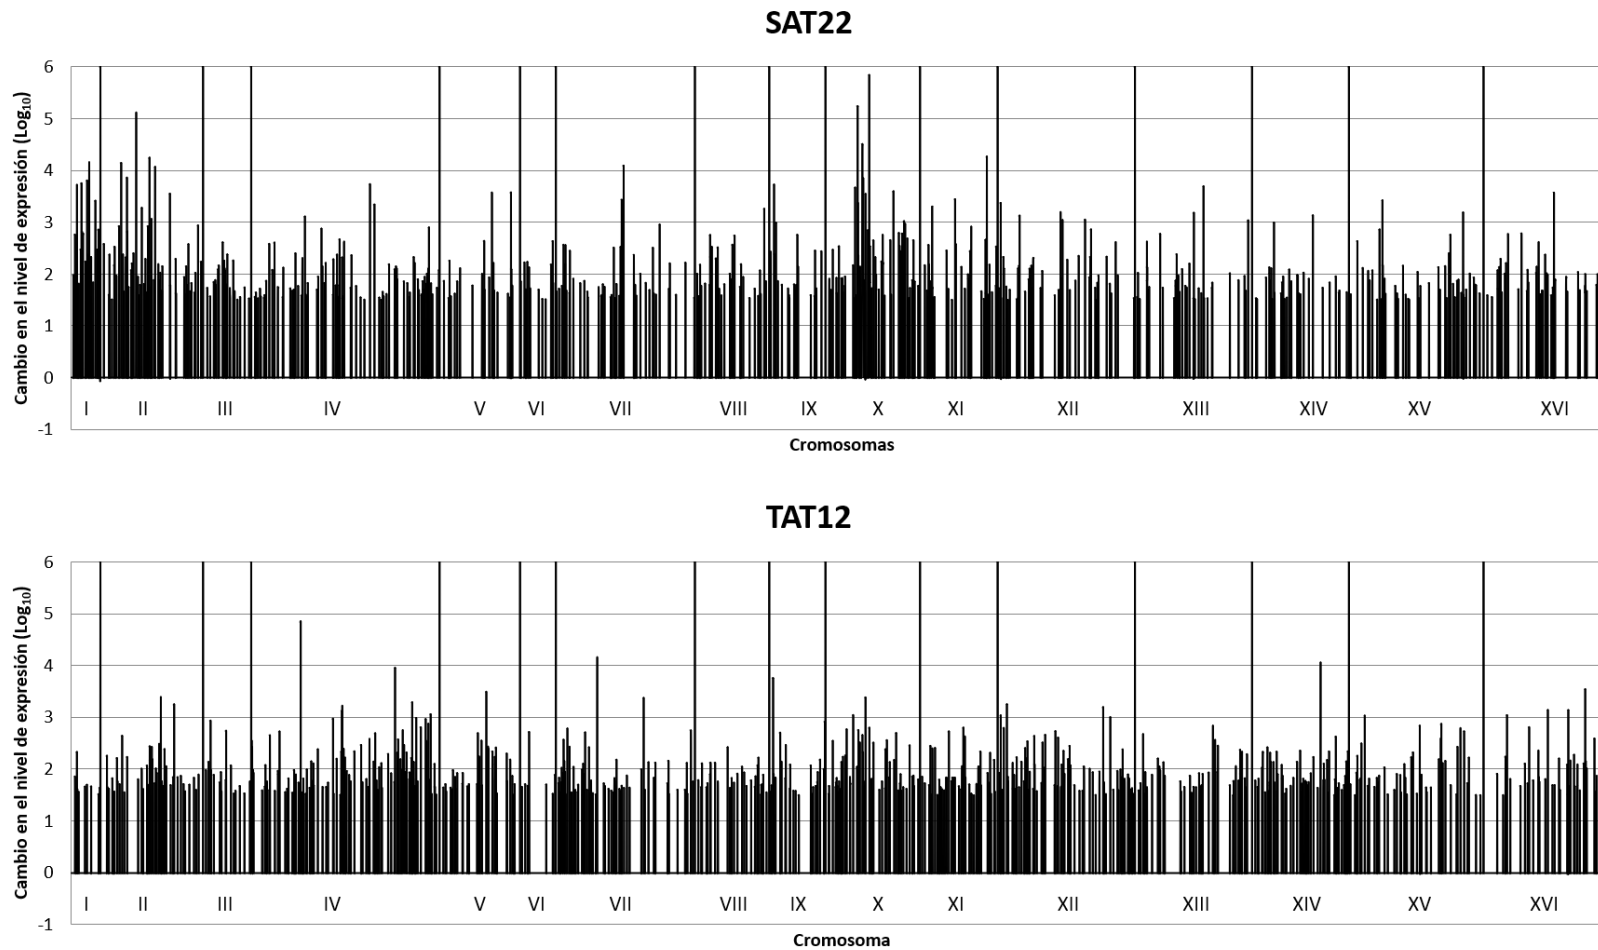 SAT22
Cambio en el nivel de expresión (Log₁₀)
6
5
4
3
2
1
0
-1
I II III IV V VI VII VIII IX X XI XII XIII XIV XV XVI
Cromosomas
TAT12
Cambio en el nivel de expresión (Log₁₀)
6
5
4
3
2
1
0
-1
I II III IV V VI VII VIII IX X XI XII XIII XIV XV XVI
Cromosoma